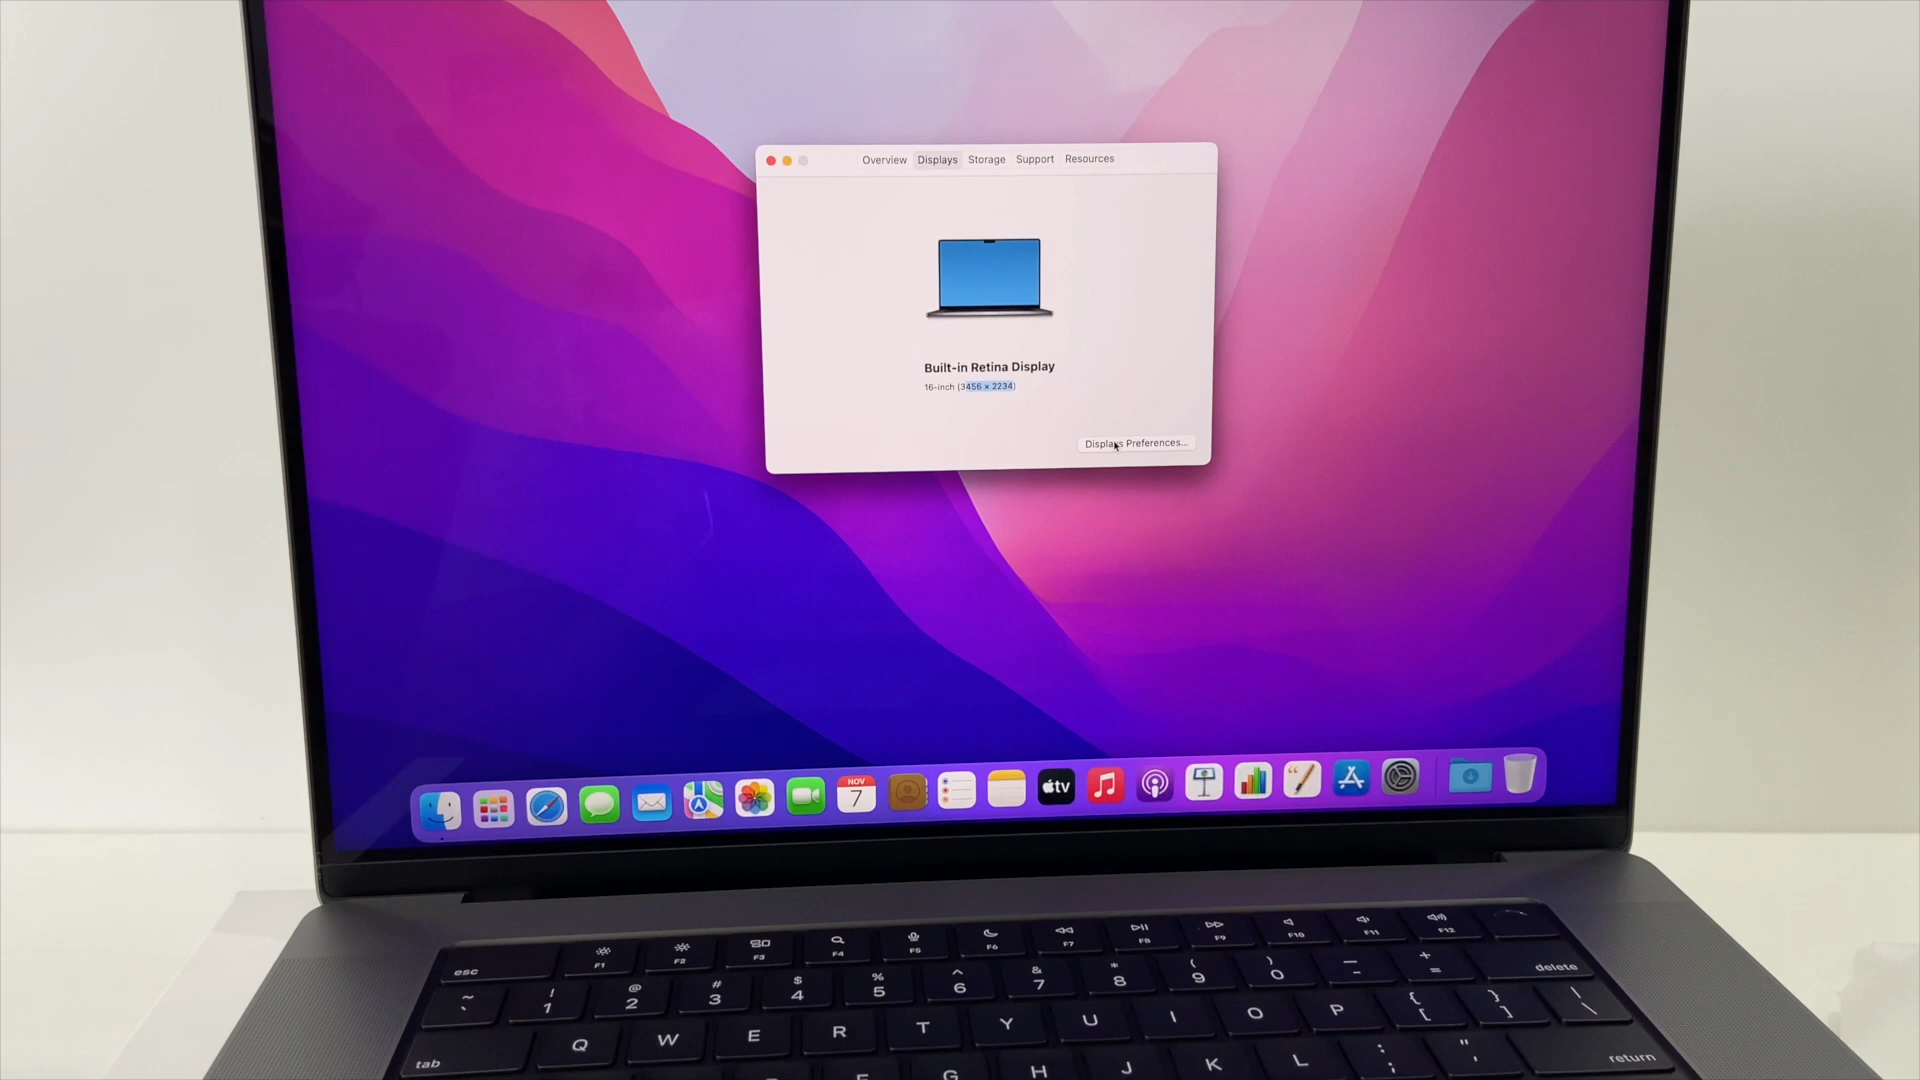 Overview Displays Storage Support Resources
Built-in Retina Display
16-inch (3456 × 2234)
Displays Preferences...
NOV
7
tv
esc F1 F2 F3 F4 F5 F6 F7 F8 F9 F10 F11 F12
~ ! @ # $ % ^ & * ( ) — + delete
` 1 2 3 4 5 6 7 8 9 0 - =
tab Q W E R T Y U I O P { [ } ] | \
G H J K L : ; " ' return